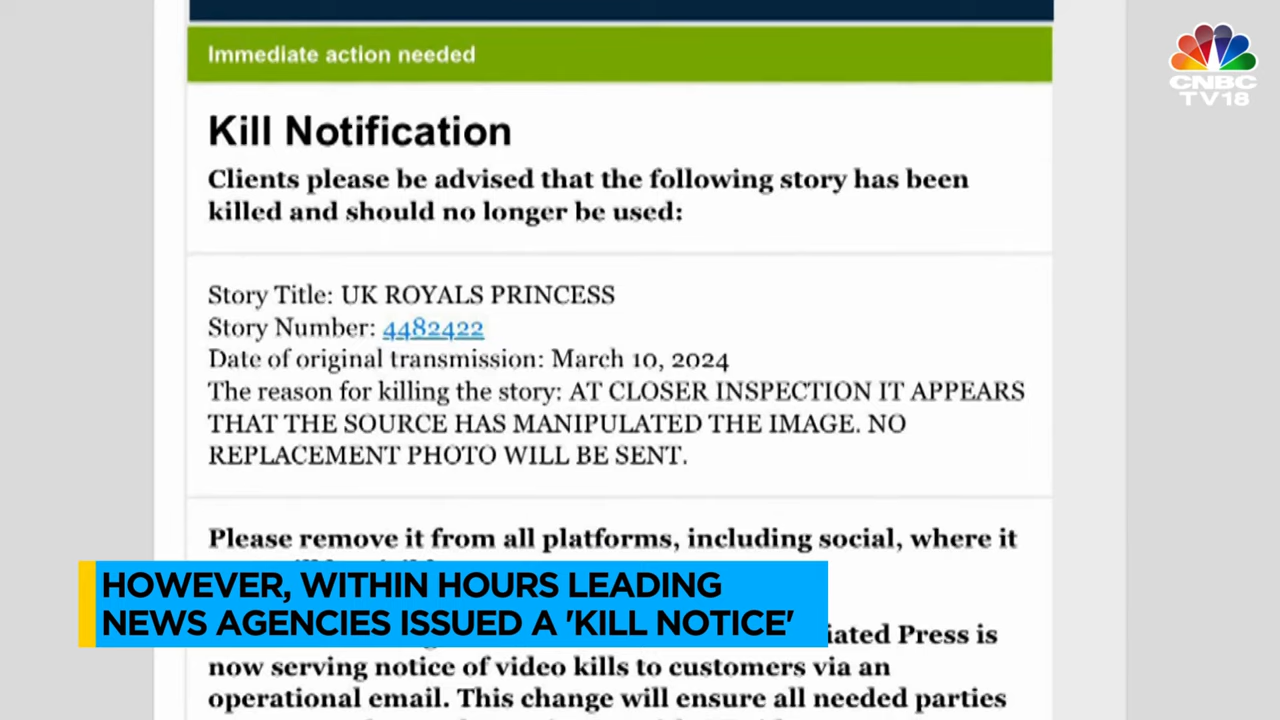 Immediate action needed
CNBC
TV18
Kill Notification
Clients please be advised that the following story has been
killed and should no longer be used:
Story Title: UK ROYALS PRINCESS
Story Number: 4482422
Date of original transmission: March 10, 2024
The reason for killing the story: AT CLOSER INSPECTION IT APPEARS
THAT THE SOURCE HAS MANIPULATED THE IMAGE. NO
REPLACEMENT PHOTO WILL BE SENT.
Please remove it from all platforms, including social, where it
HOWEVER, WITHIN HOURS LEADING
NEWS AGENCIES ISSUED A 'KILL NOTICE'
iated Press is
now serving notice of video kills to customers via an
operational email. This change will ensure all needed parties